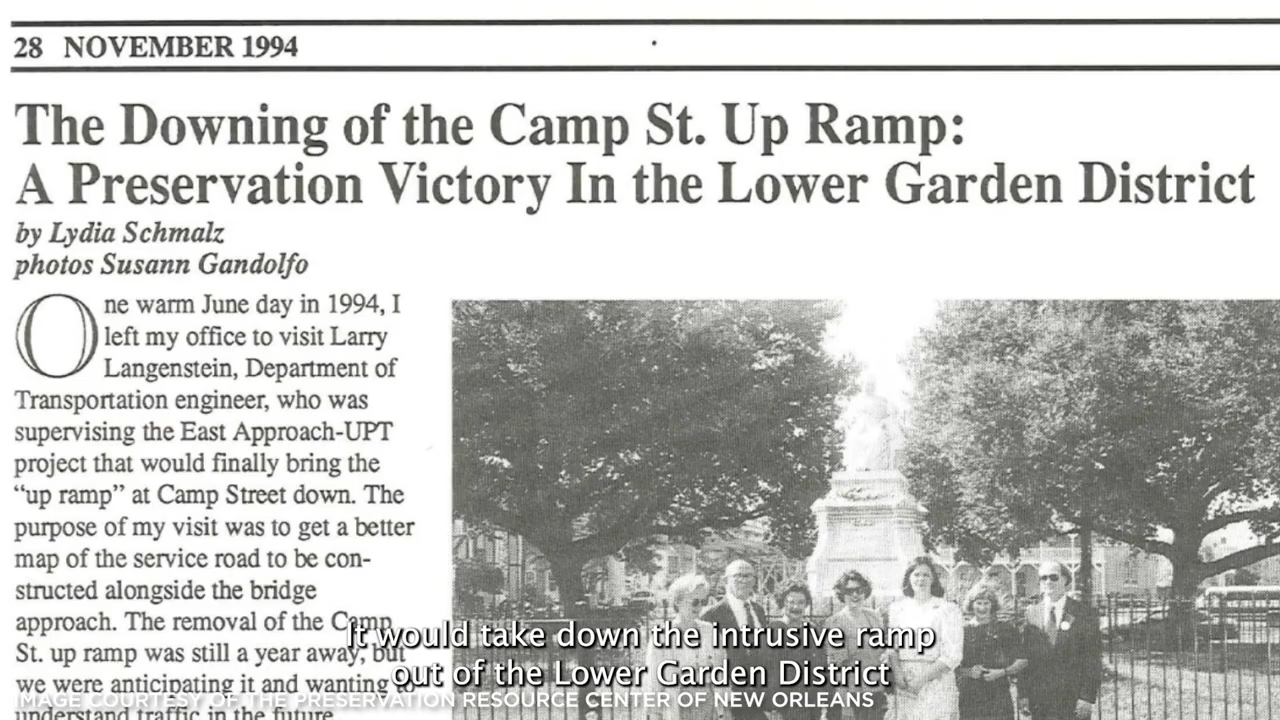 28 NOVEMBER 1994
The Downing of the Camp St. Up Ramp:
A Preservation Victory In the Lower Garden District
by Lydia Schmalz
photos Susann Gandolfo
One warm June day in 1994, I
left my office to visit Larry
Langenstein, Department of
Transportation engineer, who was
supervising the East Approach-UPT
project that would finally bring the
“up ramp” at Camp Street down. The
purpose of my visit was to get a better
map of the service road to be con-
structed alongside the bridge
approach. The removal of the Camp
St. up ramp was still a year away, but
we were anticipating it and wanting to
understand traffic in the future
It would take down the intrusive ramp
out of the Lower Garden District
IMAGE COURTESY OF THE PRESERVATION RESOURCE CENTER OF NEW ORLEANS